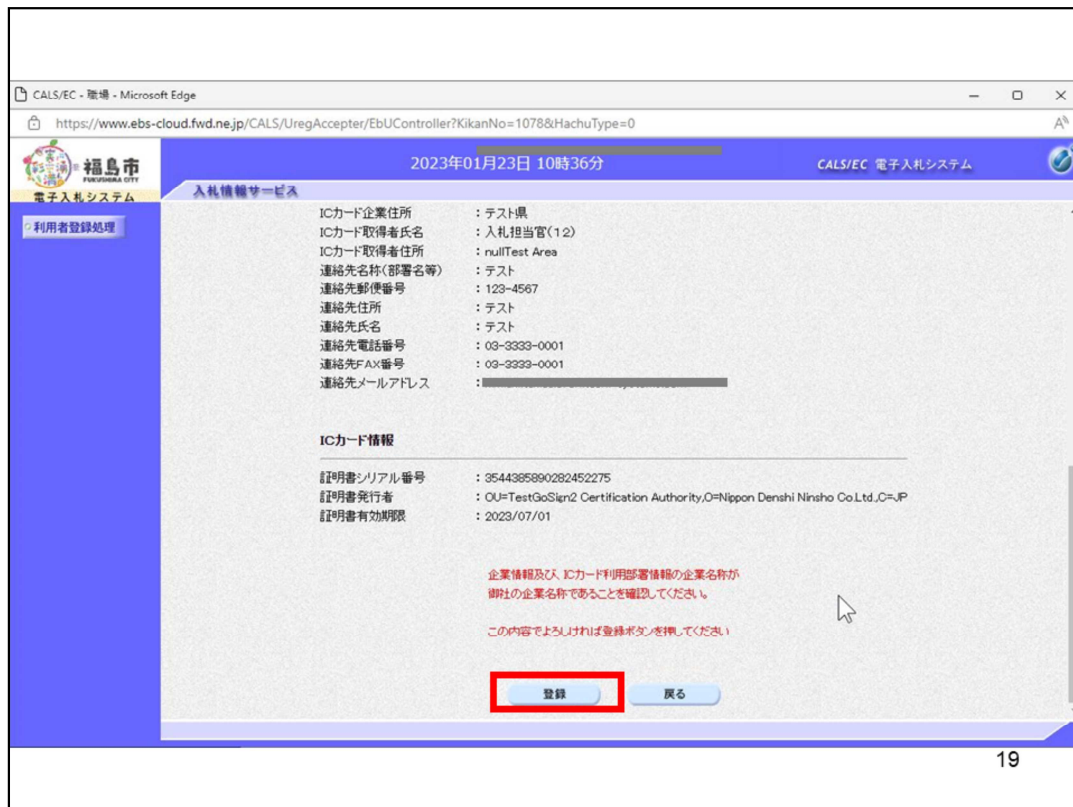 CALS/EC - 職場 - Microsoft Edge
https://www.ebs-cloud.fwd.ne.jp/CALS/UregAccepter/EbUController?KikanNo=1078&HachuType=0
福島市
FUKUSHIMA CITY
電子入札システム
2023年01月23日 10時36分
CALS/EC 電子入札システム
入札情報サービス
利用者登録処理
ICカード企業住所 : テスト県
ICカード取得者氏名 : 入札担当官(12)
ICカード取得者住所 : nullTest Area
連絡先名称(部署名等) : テスト
連絡先郵便番号 : 123-4567
連絡先住所 : テスト
連絡先氏名 : テスト
連絡先電話番号 : 03-3333-0001
連絡先FAX番号 : 03-3333-0001
連絡先メールアドレス :
ICカード情報
証明書シリアル番号 : 3544385890282452275
証明書発行者 : OU=TestGoSign2 Certification Authority,O=Nippon Denshi Ninsho Co.Ltd.,C=JP
証明書有効期限 : 2023/07/01
企業情報及び、ICカード利用部署情報の企業名称が
御社の企業名称であることを確認してください。
この内容でよろしければ登録ボタンを押してください
登録
戻る
19